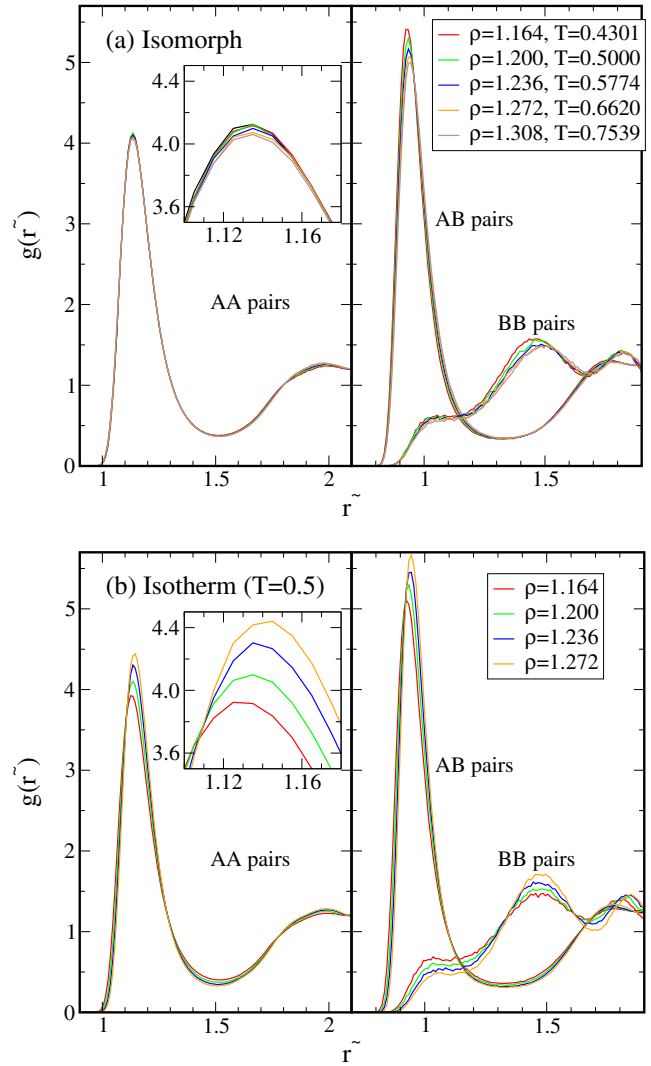 (a) Isomorph
ρ=1.164, T=0.4301
ρ=1.200, T=0.5000
ρ=1.236, T=0.5774
ρ=1.272, T=0.6620
ρ=1.308, T=0.7539
4.4
4.0
3.6
1.12 1.16
AA pairs
AB pairs
BB pairs
g(r~)
5
4
3
2
1
0
1 1.5 2
1 1.5
r~ r~
(b) Isotherm (T=0.5)
ρ=1.164
ρ=1.200
ρ=1.236
ρ=1.272
4.4
4.0
3.6
1.12 1.16
AA pairs
AB pairs
BB pairs
g(r~)
5
4
3
2
1
0
1 1.5 2
1 1.5
r~ r~